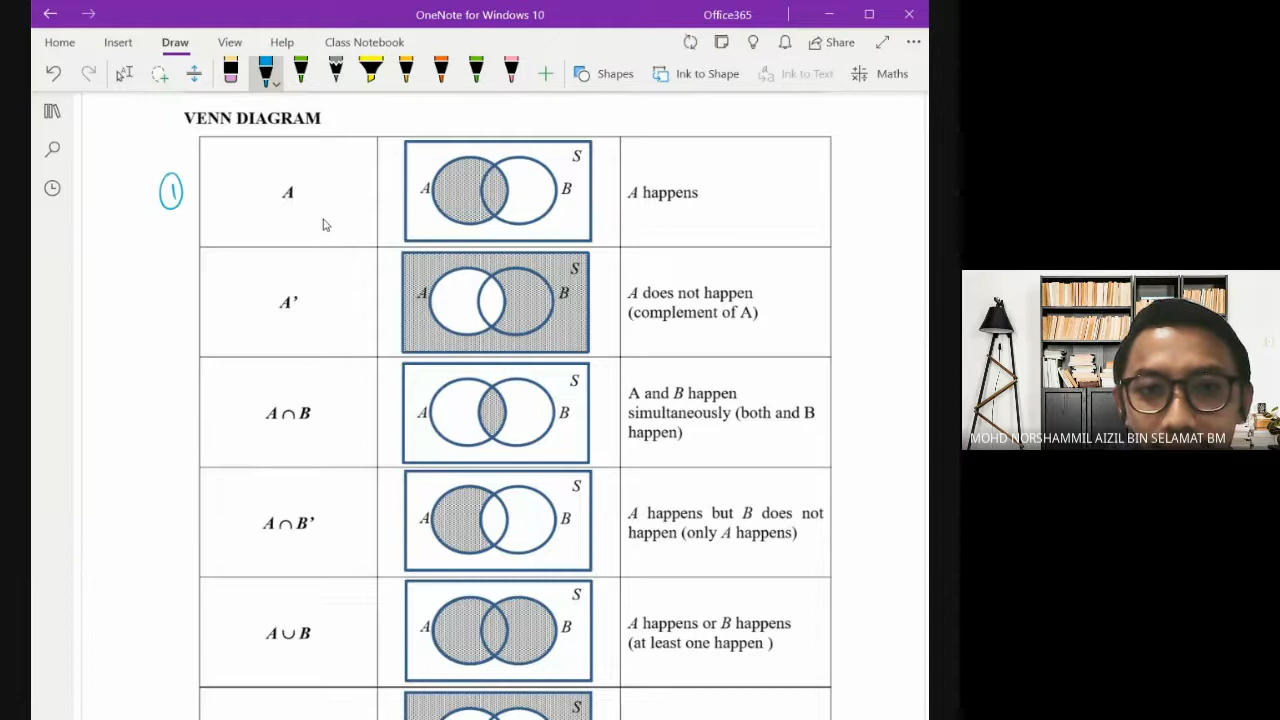 OneNote for Windows 10
Office365
Home
Insert
Draw
View
Help
Class Notebook
Share
Shapes
Ink to Shape
Ink to Text
Maths
VENN DIAGRAM
1
A
S
A
B
A happens
A’
S
A
B
A does not happen
(complement of A)
A ∩ B
S
A
B
A and B happen
simultaneously (both and B
happen)
A ∩ B’
S
A
B
A happens but B does not
happen (only A happens)
A ∪ B
S
A
B
A happens or B happens
(at least one happen )
S
MOHD NORSHAMMIL AIZIL BIN SELAMAT BM